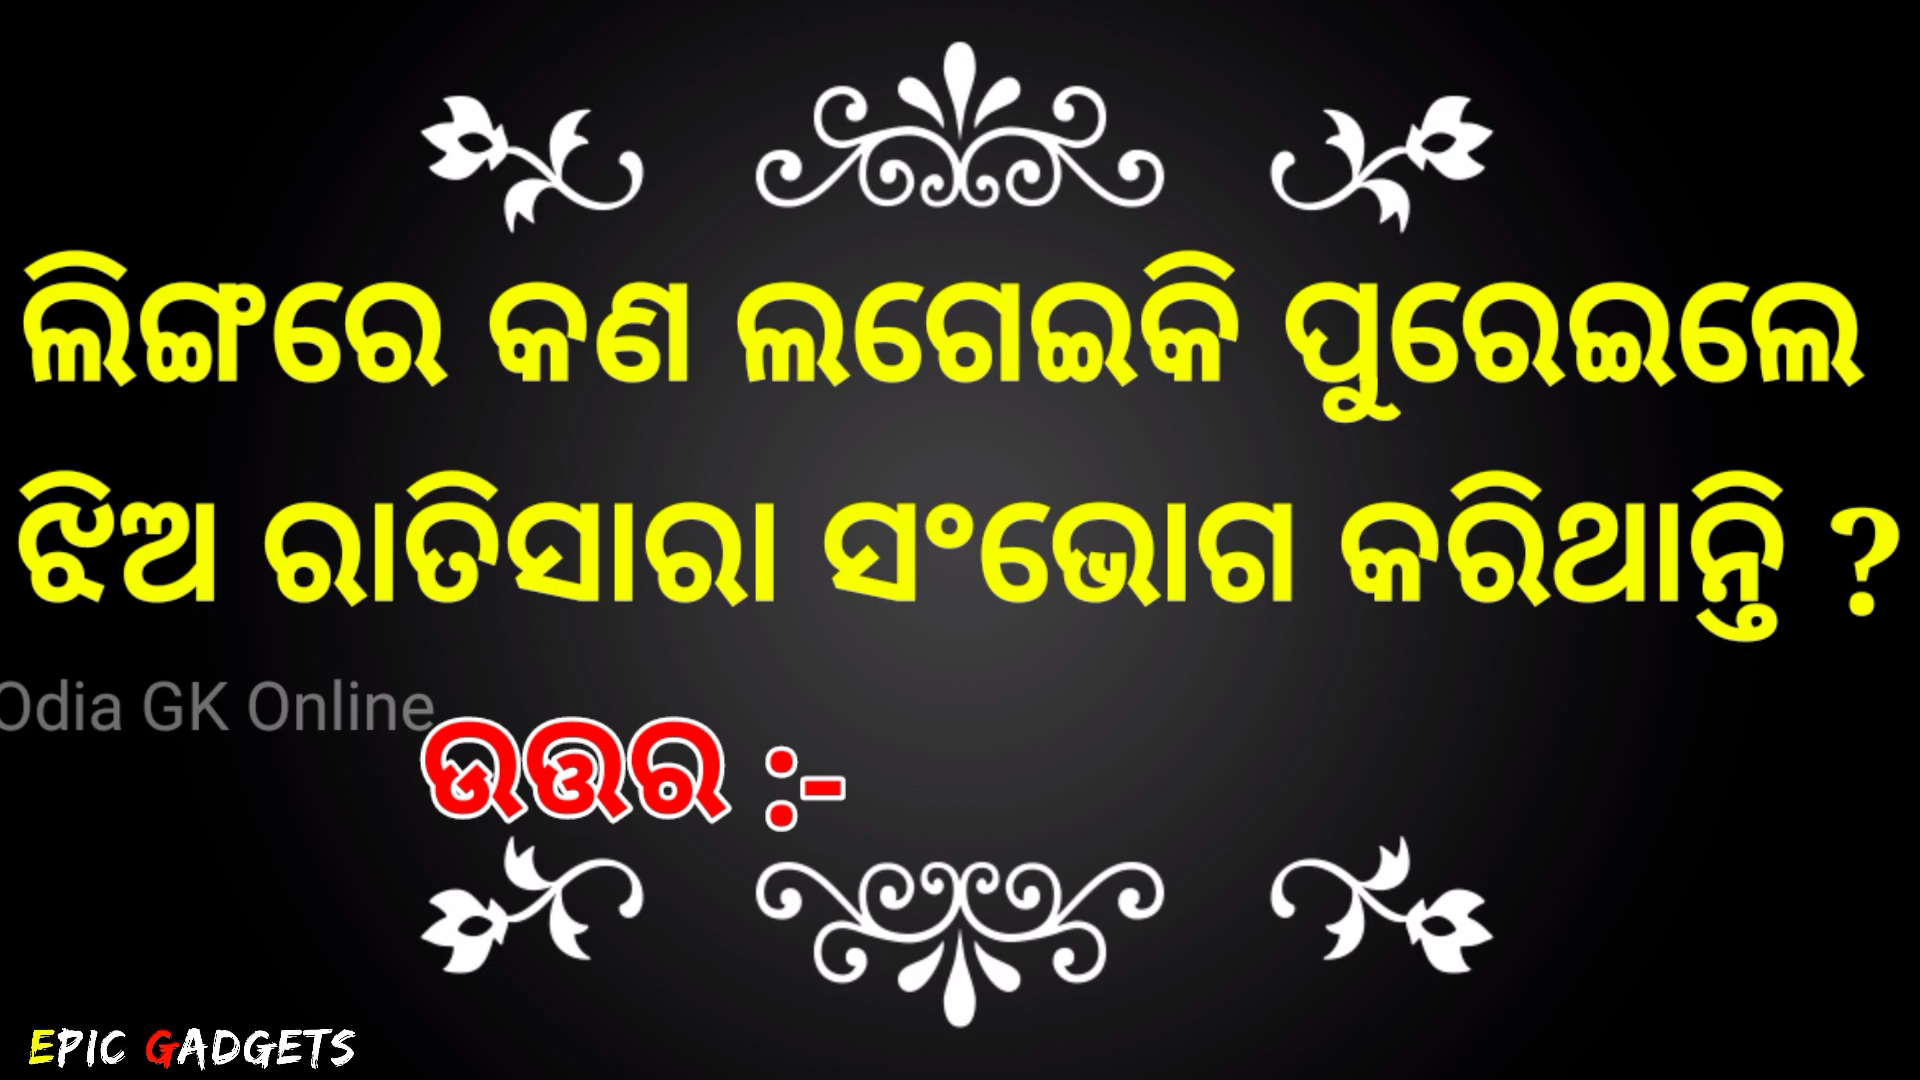 ଲିଙ୍ଗରେ କଣ ଲଗେଇକି ପୁରେଇଲେ
ଝିଅ ରାତିସାରା ସଂଭୋଗ କରିଥାନ୍ତି ?
Odia GK Online
ଉତ୍ତର :-
EPIC GADGETS